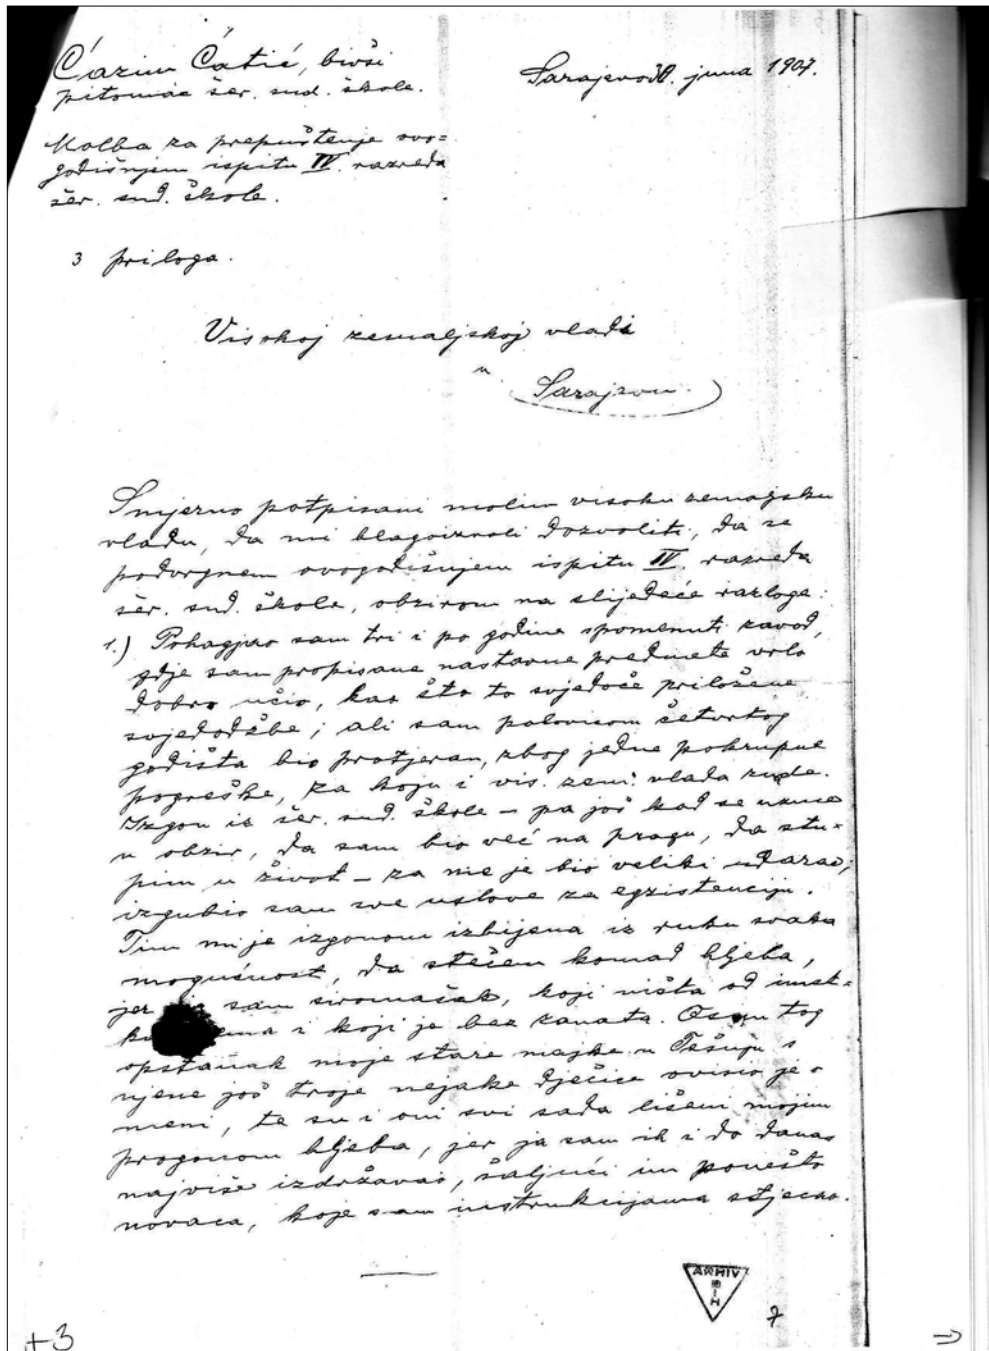 Ćazim Ćatić, bivši
pitomac šer. sud. škole.
Sarajevo 30. juna 1907.
Molba za prepuštenje ovo=
godišnjem ispitu IV. razreda
šer. sud. škole.
3 priloga.
Visokoj zemaljskoj vladi
u
Sarajevu.
Smjerno potpisani molim visoku zemaljsku
vladu, da mi blagoizvoli dozvoliti, da se
podvrgnem ovogodišnjem ispitu IV. razreda
šer. sud. škole, obzirom na slijedeće razloge:
1.) Pohagjao sam tri i po godine spomenuti zavod,
gdje sam propisane nastavne predmete vrlo
dobro učio, kao što to svjedoče priložene
svjedodžbe; ali sam polovicom četvrtog
godišta bio protjeran, zbog jedne pokrupne
pogreške, za koju i vis. zem. vlada znade.
Izgon iz šer. sud. škole – pa još kad se uzme
u obzir, da sam bio već na pragu, da stu=
pim u život – za me je bio veliki udarac;
izgubio sam sve uslove za egzistenciju.
Tim mi je izgonom izbijena iz ruku svaka
mogućnost, da stečem komad hljeba,
jer sam siromašak, koji ništa od imet=
ka i koji je bez zanata. Osim tog
opstanak moje stare majke u Tešnju i
njene još troje nejake dječice ovisio je o
meni, te su i oni svi sada lišeni mojim
progonom hljeba, jer ja sam ih i do danas
najviše izdržavao, šaljući im ponešto
novaca, koje sam instrukcijama stjecao.
ARHIV
BIH
7
+3